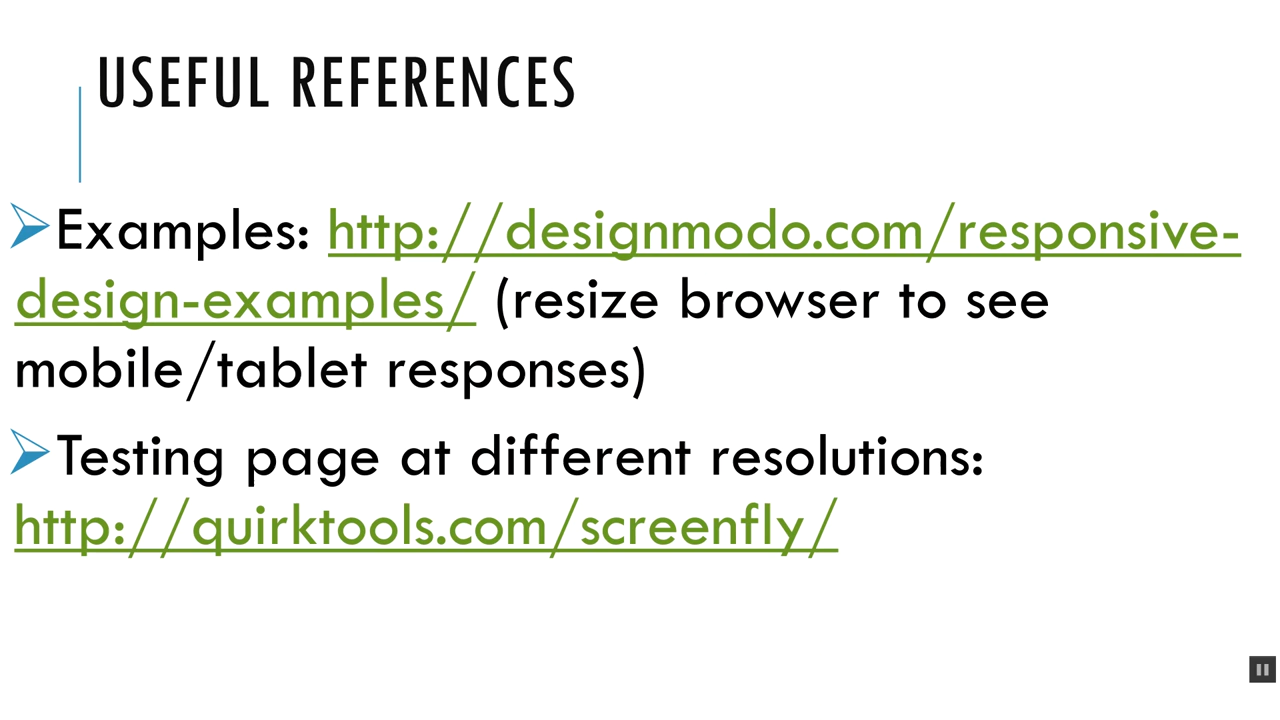 USEFUL REFERENCES
Examples: http://designmodo.com/responsive-
design-examples/ (resize browser to see
mobile/tablet responses)
Testing page at different resolutions:
http://quirktools.com/screenfly/